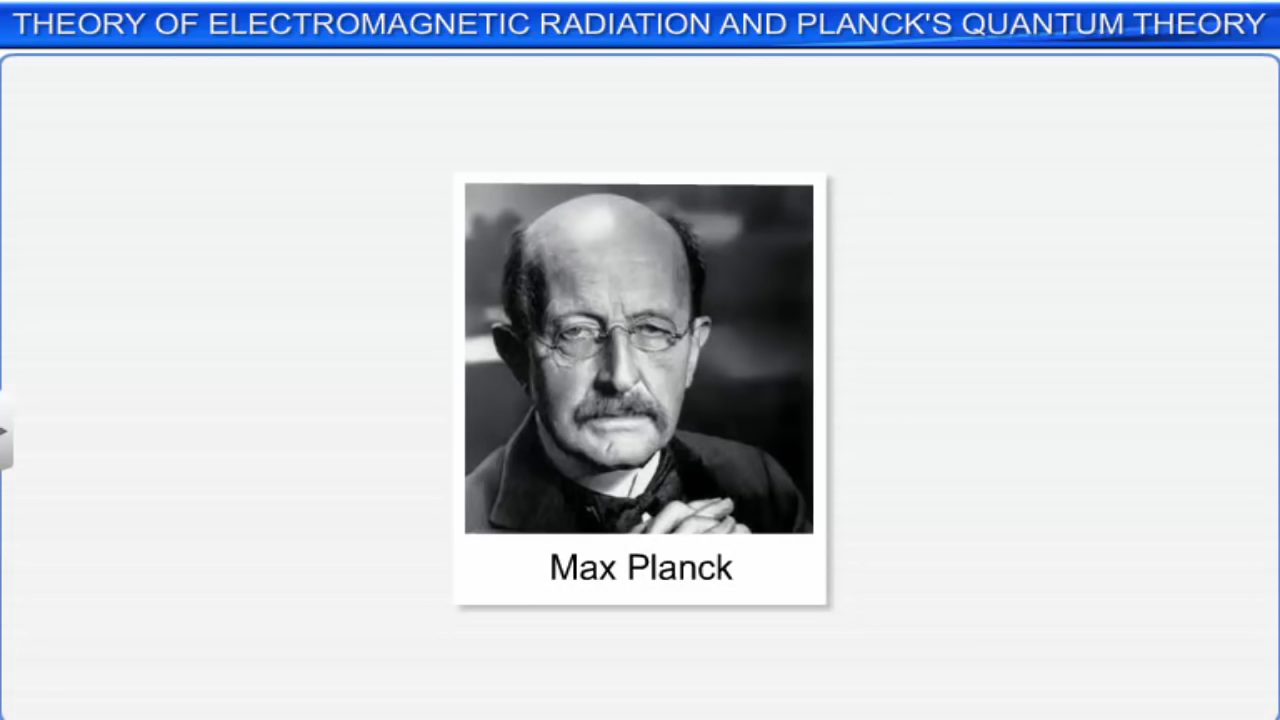 THEORY OF ELECTROMAGNETIC RADIATION AND PLANCK'S QUANTUM THEORY
Max Planck